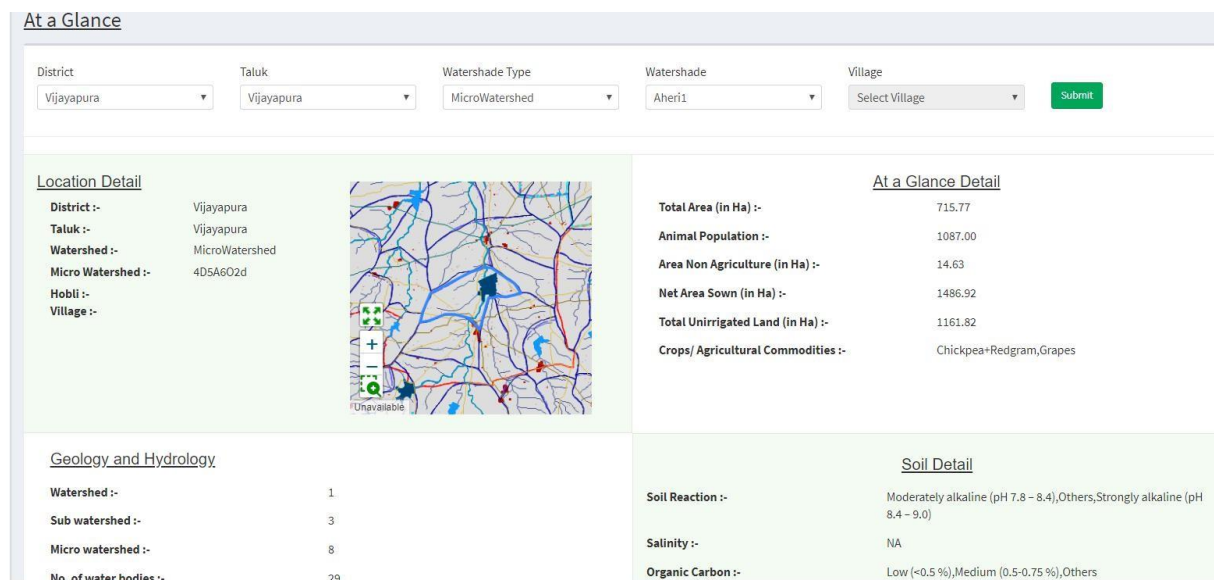 At a Glance
District Taluk Watershade Type Watershade Village
Vijayapura Vijayapura MicroWatershed Aheri1 Select Village Submit
Location Detail
District :- Vijayapura
Taluk :- Vijayapura
Watershed :- MicroWatershed
Micro Watershed :- 4D5A6O2d
Hobli :-
Village :-
Unavailable
At a Glance Detail
Total Area (in Ha) :- 715.77
Animal Population :- 1087.00
Area Non Agriculture (in Ha) :- 14.63
Net Area Sown (in Ha) :- 1486.92
Total Unirrigated Land (in Ha) :- 1161.82
Crops/ Agricultural Commodities :- Chickpea+Redgram,Grapes
Geology and Hydrology
Watershed :- 1
Sub watershed :- 3
Micro watershed :- 8
No. of water bodies :- 29
Soil Detail
Soil Reaction :- Moderately alkaline (pH 7.8 – 8.4),Others,Strongly alkaline (pH
8.4 – 9.0)
Salinity :- NA
Organic Carbon :- Low (<0.5 %),Medium (0.5-0.75 %),Others